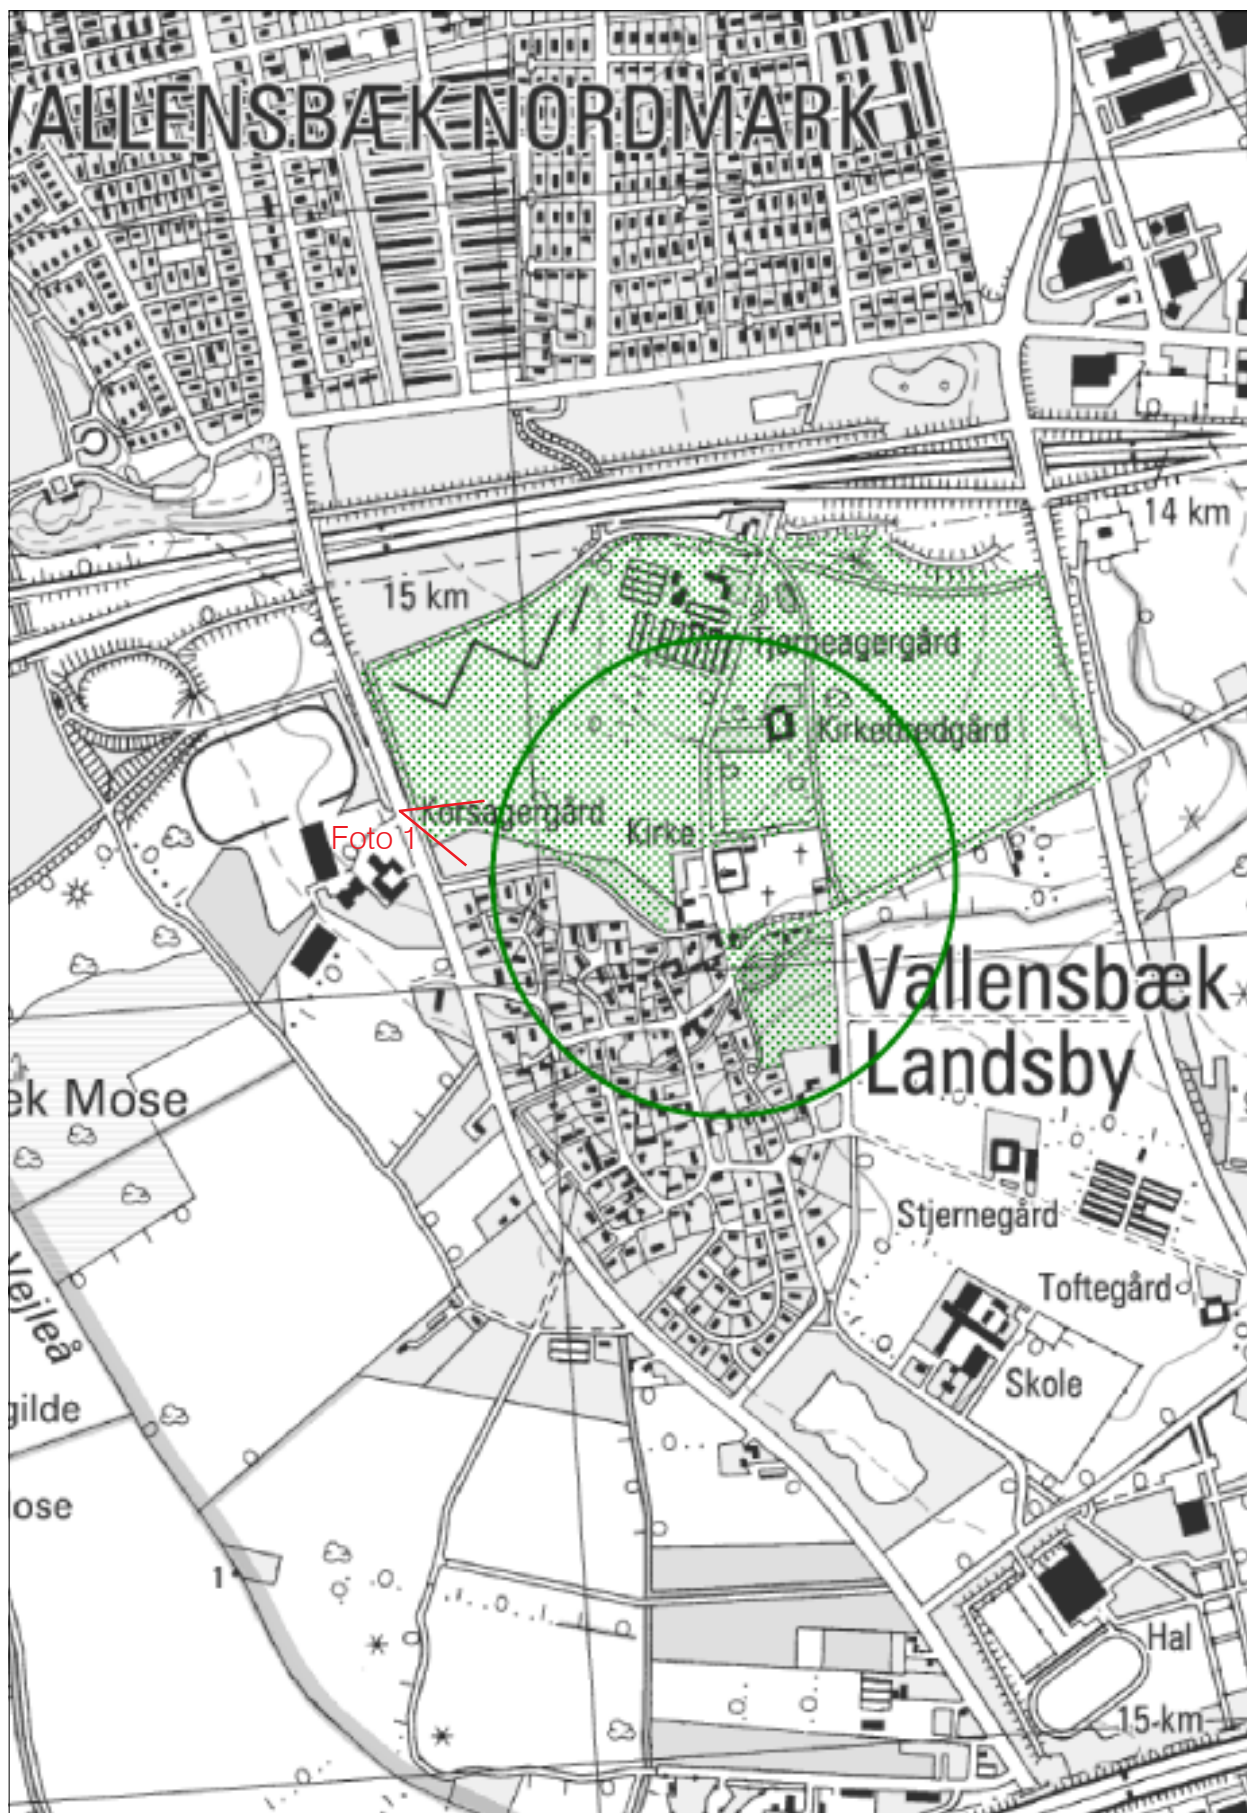 VALLENSBÆK NORDMARK
14 km
15 km
Tjørneagergård
Kirkebredgård
Korsagergård
Foto 1
Kirke
Vallensbæk
Landsby
ek Mose
Stjernegård
Toftegård
Vejleå
Skole
gilde
ose
1
Hal
15 km